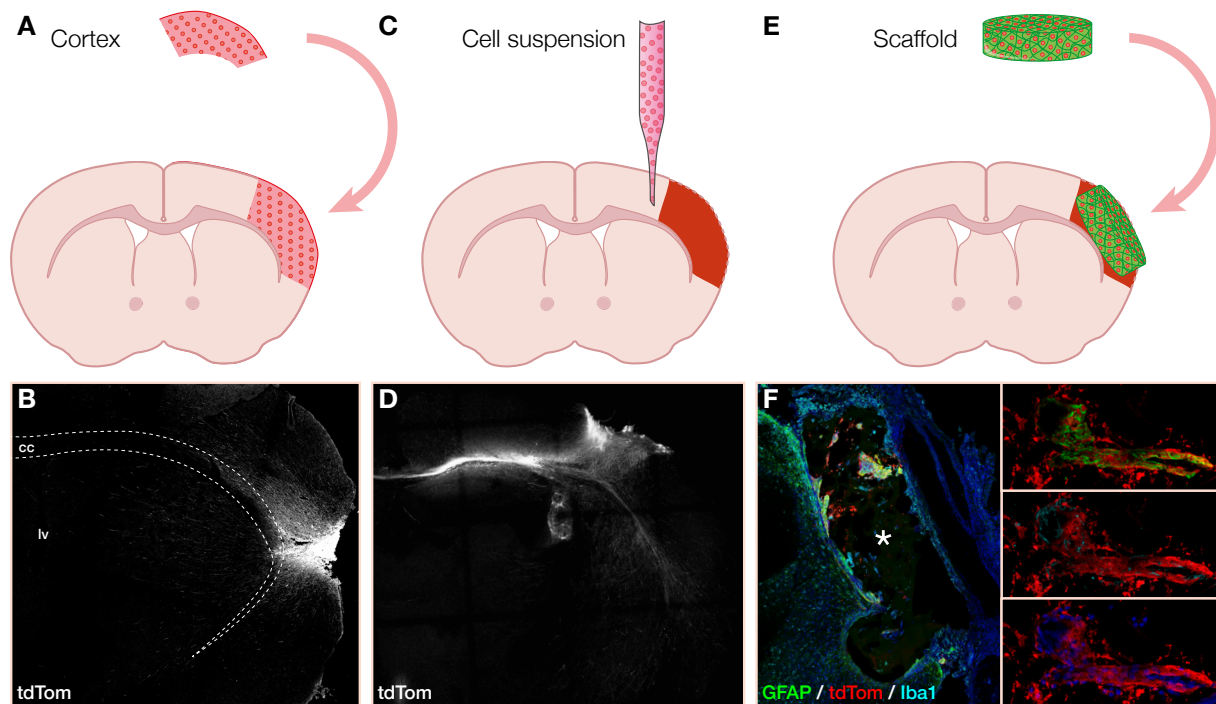 A
Cortex
C
Cell suspension
E
Scaffold
B
cc
lv
tdTom
D
tdTom
F
*
GFAP / tdTom / Iba1